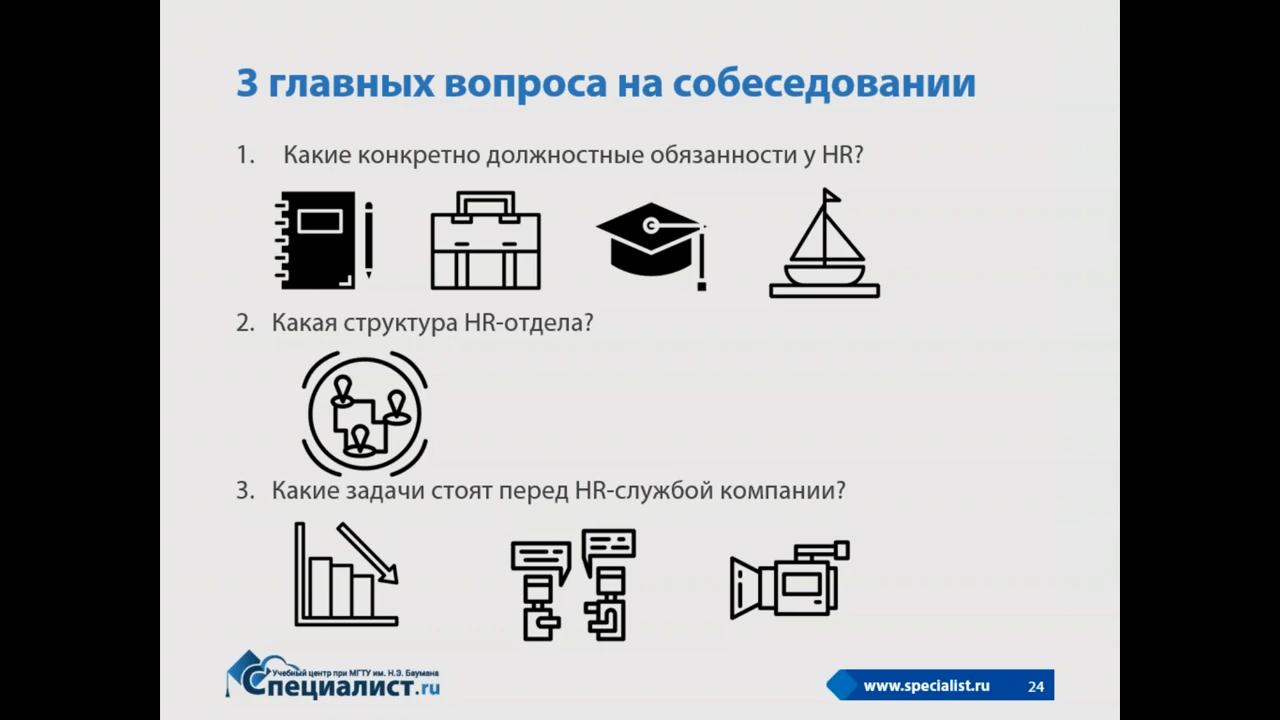 3 главных вопроса на собеседовании
1. Какие конкретно должностные обязанности у HR?
2. Какая структура HR-отдела?
3. Какие задачи стоят перед HR-службой компании?
Учебный центр при МГТУ им. Н.Э. Баумана
Специалист.ru
www.specialist.ru 24